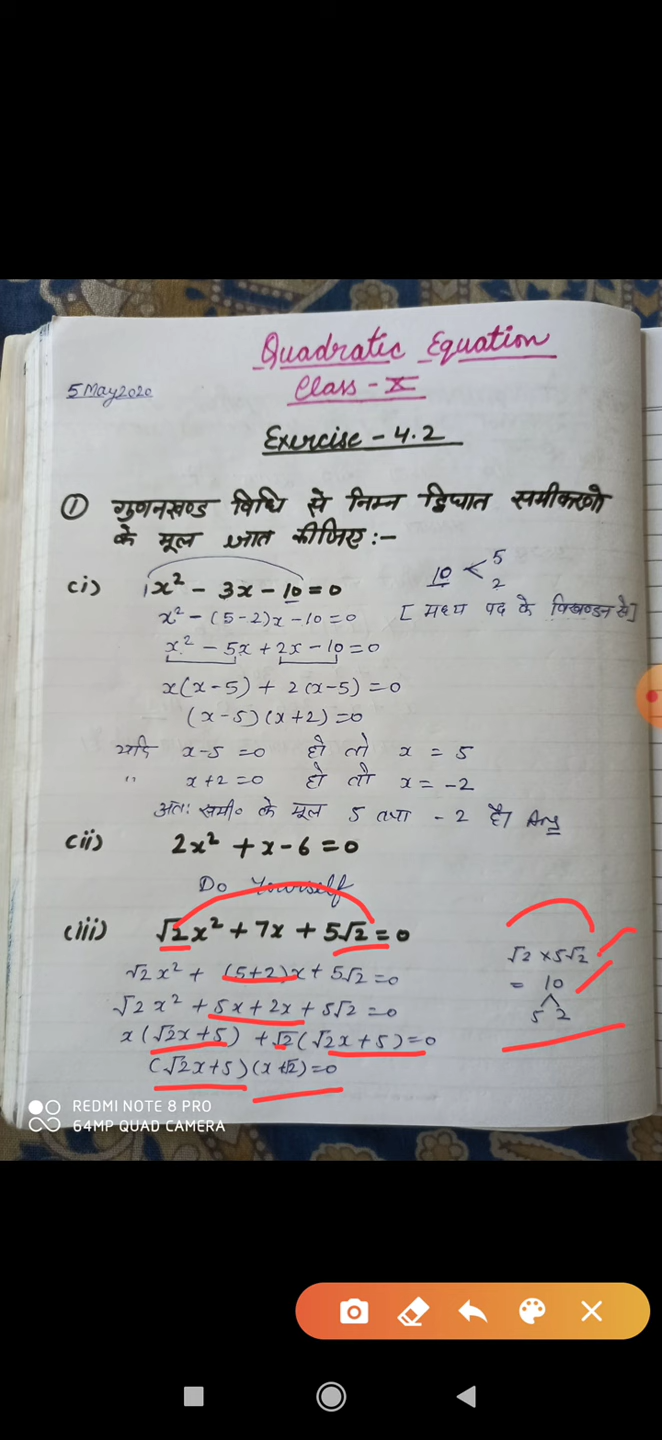 Quadratic Equation
5 May 2020
Class - X
Exercise - 4.2
① गुणनखण्ड विधि से निम्न द्विघात समीकरणों
के मूल ज्ञात कीजिए :-
(i) x² - 3x - 10 = 0
10 < 5 2
x² - (5-2)x - 10 = 0 [ मध्य पद के विखण्डन से ]
x² - 5x + 2x - 10 = 0
x(x-5) + 2(x-5) = 0
(x-5)(x+2) = 0
यदि x-5 = 0 हो तो x = 5
" x+2 = 0 हो तो x = -2
अतः समी० के मूल 5 तथा -2 है। Ans
(ii) 2x² + x - 6 = 0
Do Yourself
(iii) √2x² + 7x + 5√2 = 0
√2x² + (5+2)x + 5√2 = 0
√2x² + 5x + 2x + 5√2 = 0
x(√2x+5) + √2(√2x+5) = 0
(√2x+5)(x+√2) = 0
√2 × 5√2
= 10
5 2
REDMI NOTE 8 PRO
64MP QUAD CAMERA